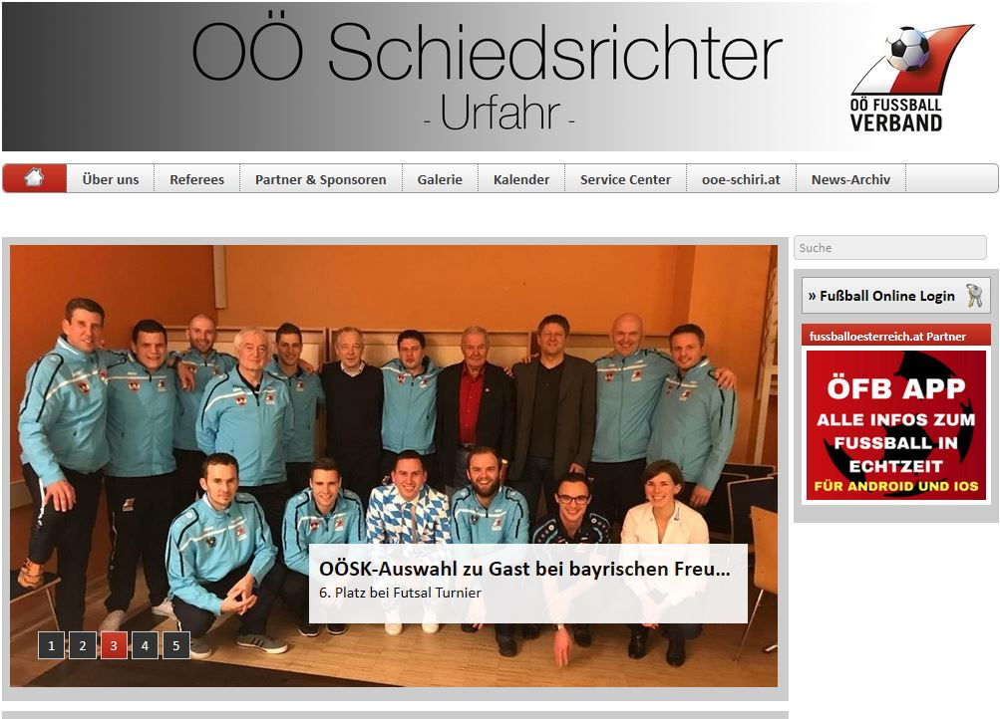 OÖ Schiedsrichter
- Urfahr -
OÖ FUSSBALL
VERBAND
Über uns
Referees
Partner & Sponsoren
Galerie
Kalender
Service Center
ooe-schiri.at
News-Archiv
Suche
» Fußball Online Login
fussballoesterreich.at Partner
ÖFB APP
ALLE INFOS ZUM
FUSSBALL IN
ECHTZEIT
FÜR ANDROID UND IOS
OÖSK-Auswahl zu Gast bei bayrischen Freu...
6. Platz bei Futsal Turnier
1 2 3 4 5